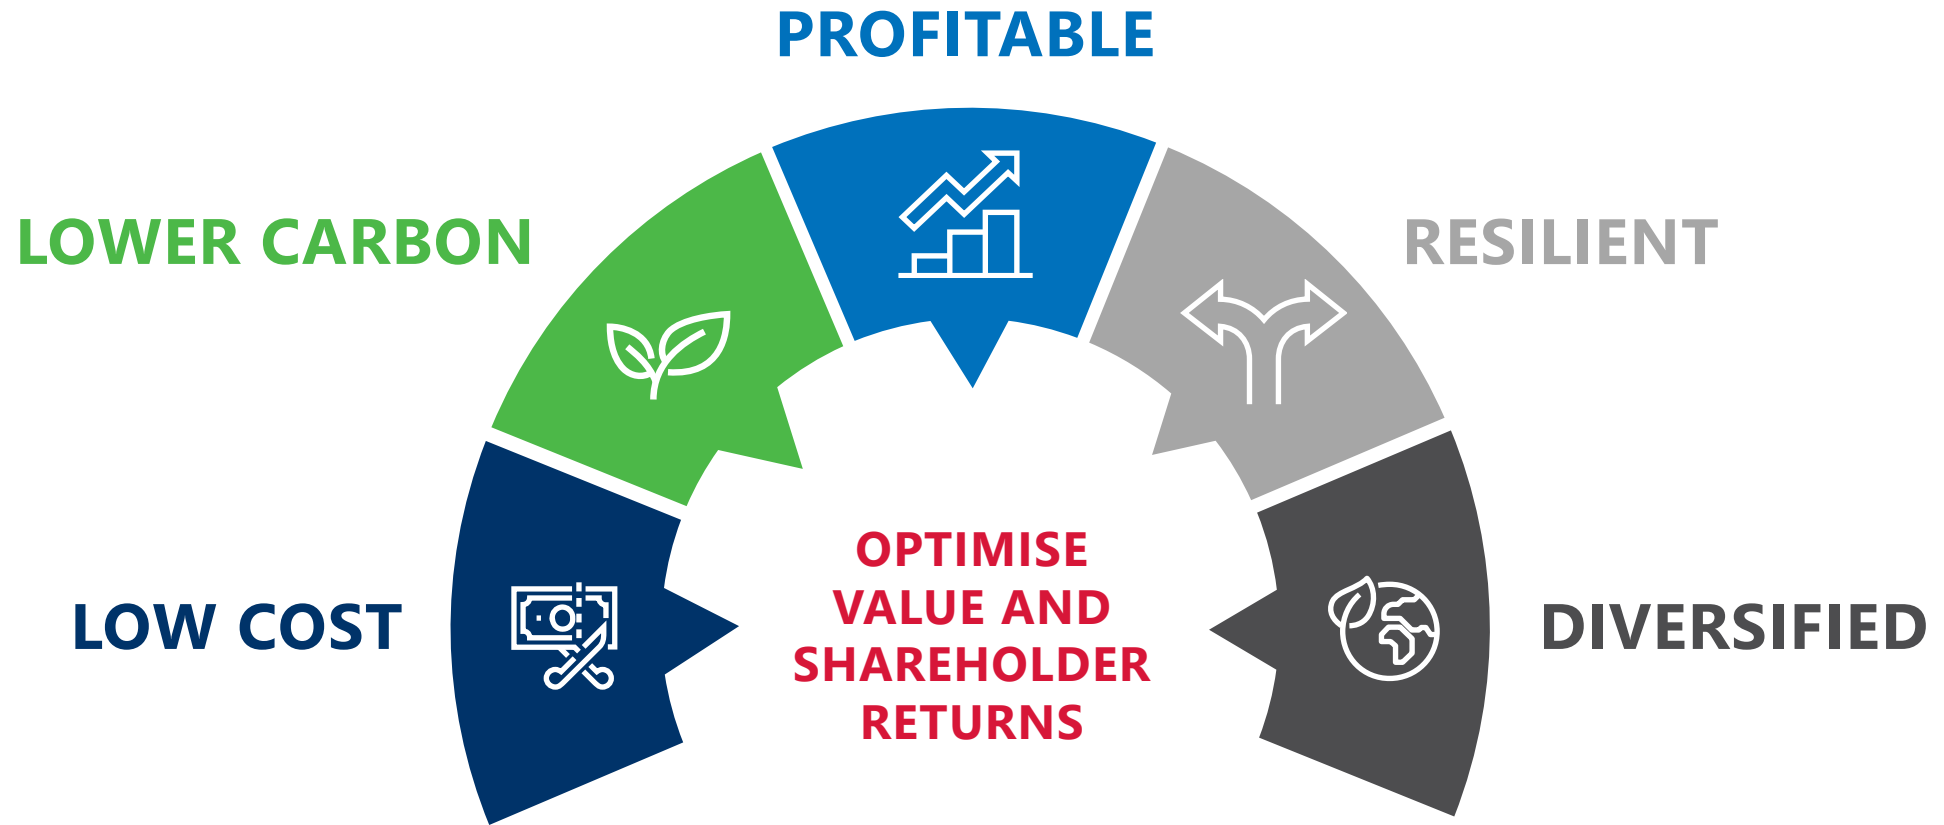 PROFITABLE
LOWER CARBON
RESILIENT
LOW COST
OPTIMISE
VALUE AND
SHAREHOLDER
RETURNS
DIVERSIFIED